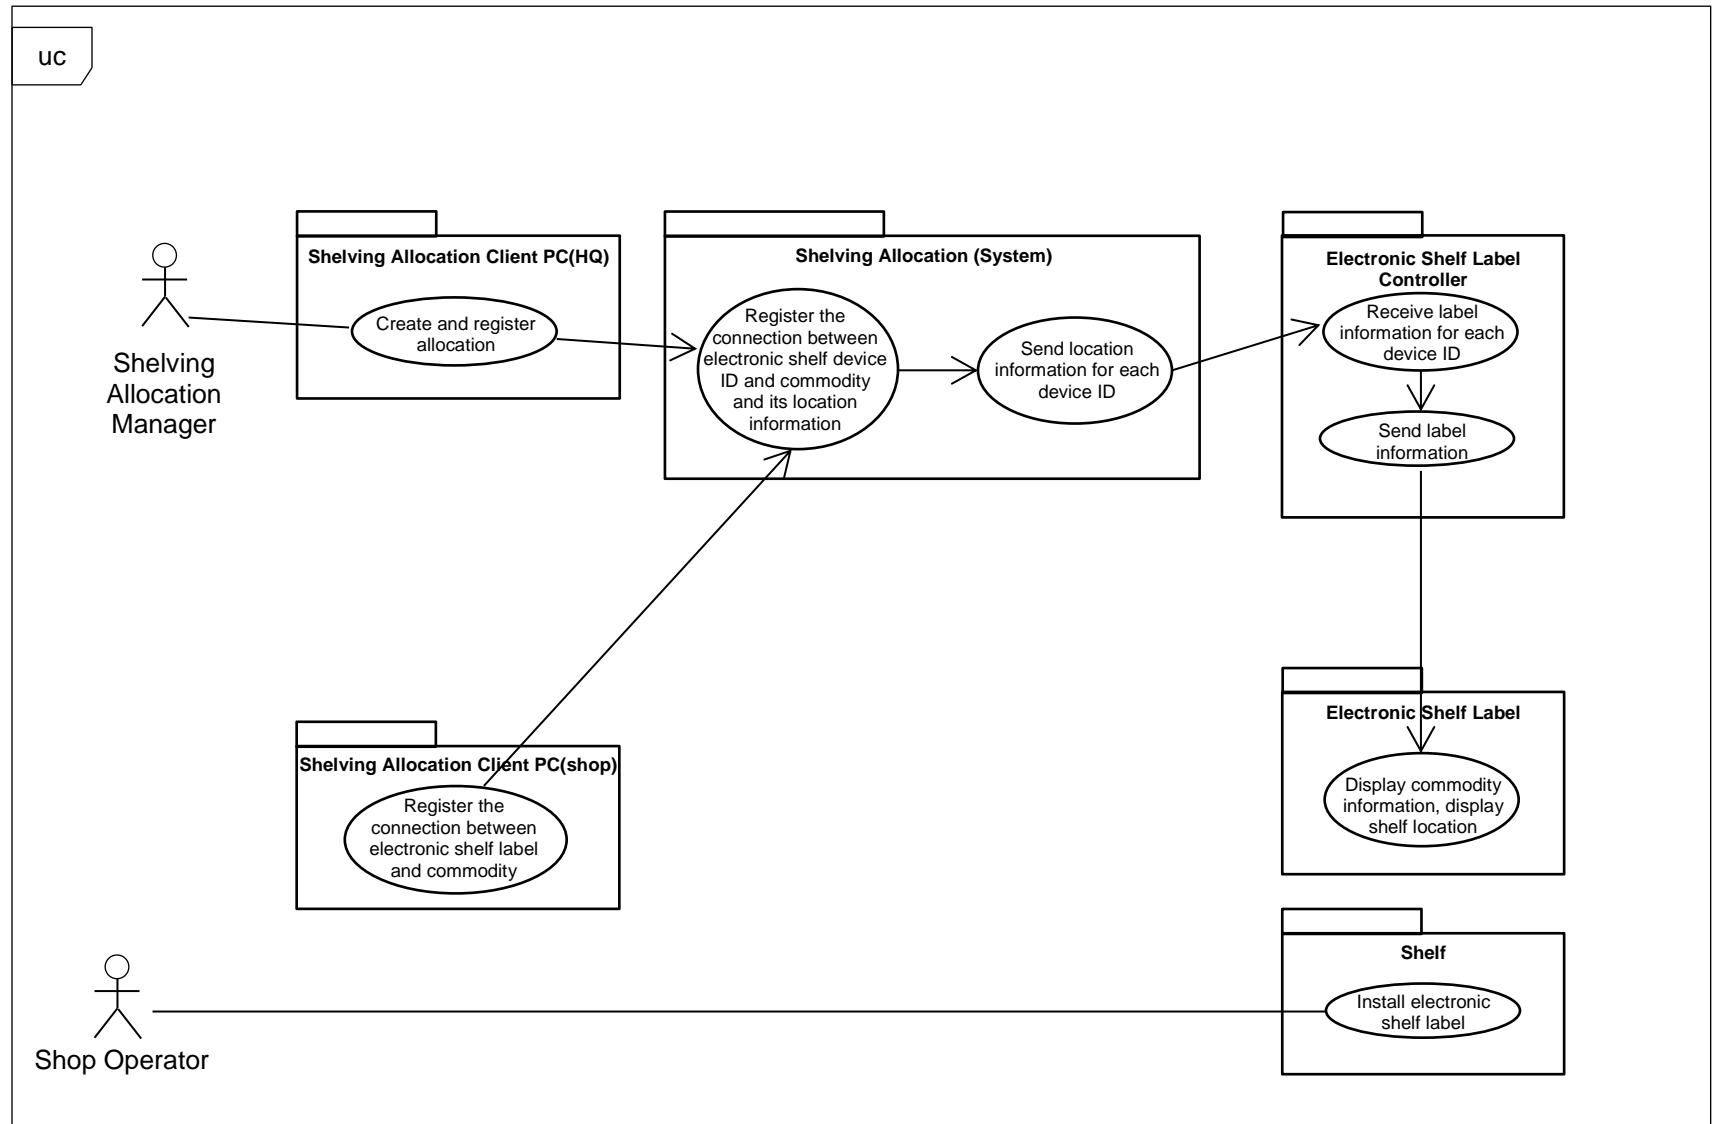 uc
Shelving
Allocation
Manager
Shelving Allocation Client PC(HQ)
Create and register
allocation
Shelving Allocation (System)
Register the
connection between
electronic shelf device
ID and commodity
and its location
information
Send location
information for each
device ID
Electronic Shelf Label
Controller
Receive label
information for each
device ID
Send label
information
Shelving Allocation Client PC(shop)
Register the
connection between
electronic shelf label
and commodity
Electronic Shelf Label
Display commodity
information, display
shelf location
Shop Operator
Shelf
Install electronic
shelf label